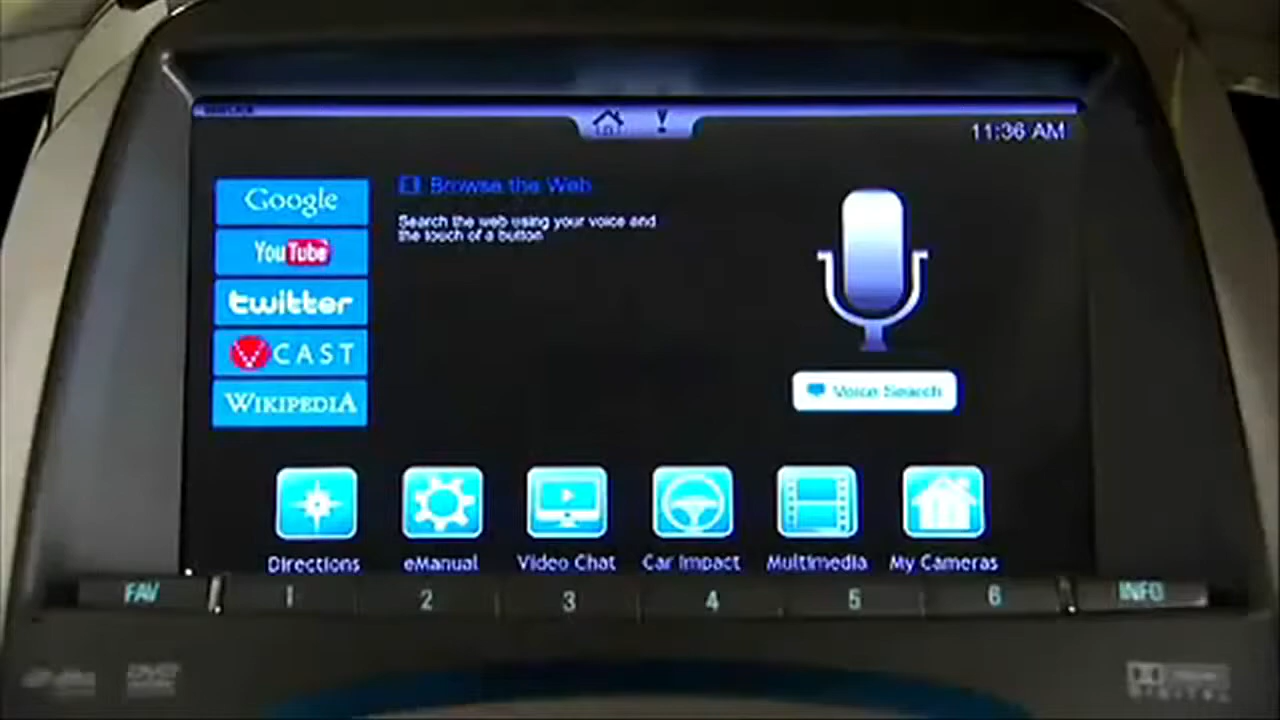 11:36 AM
Google
YouTube
twitter
V CAST
WIKIPEDIA
Browse the Web
Search the web using your voice and
the touch of a button
Voice Search
Directions
eManual
Video Chat
Car Impact
Multimedia
My Cameras
FAV
1
2
3
4
5
6
INFO
DVD
DIGITAL